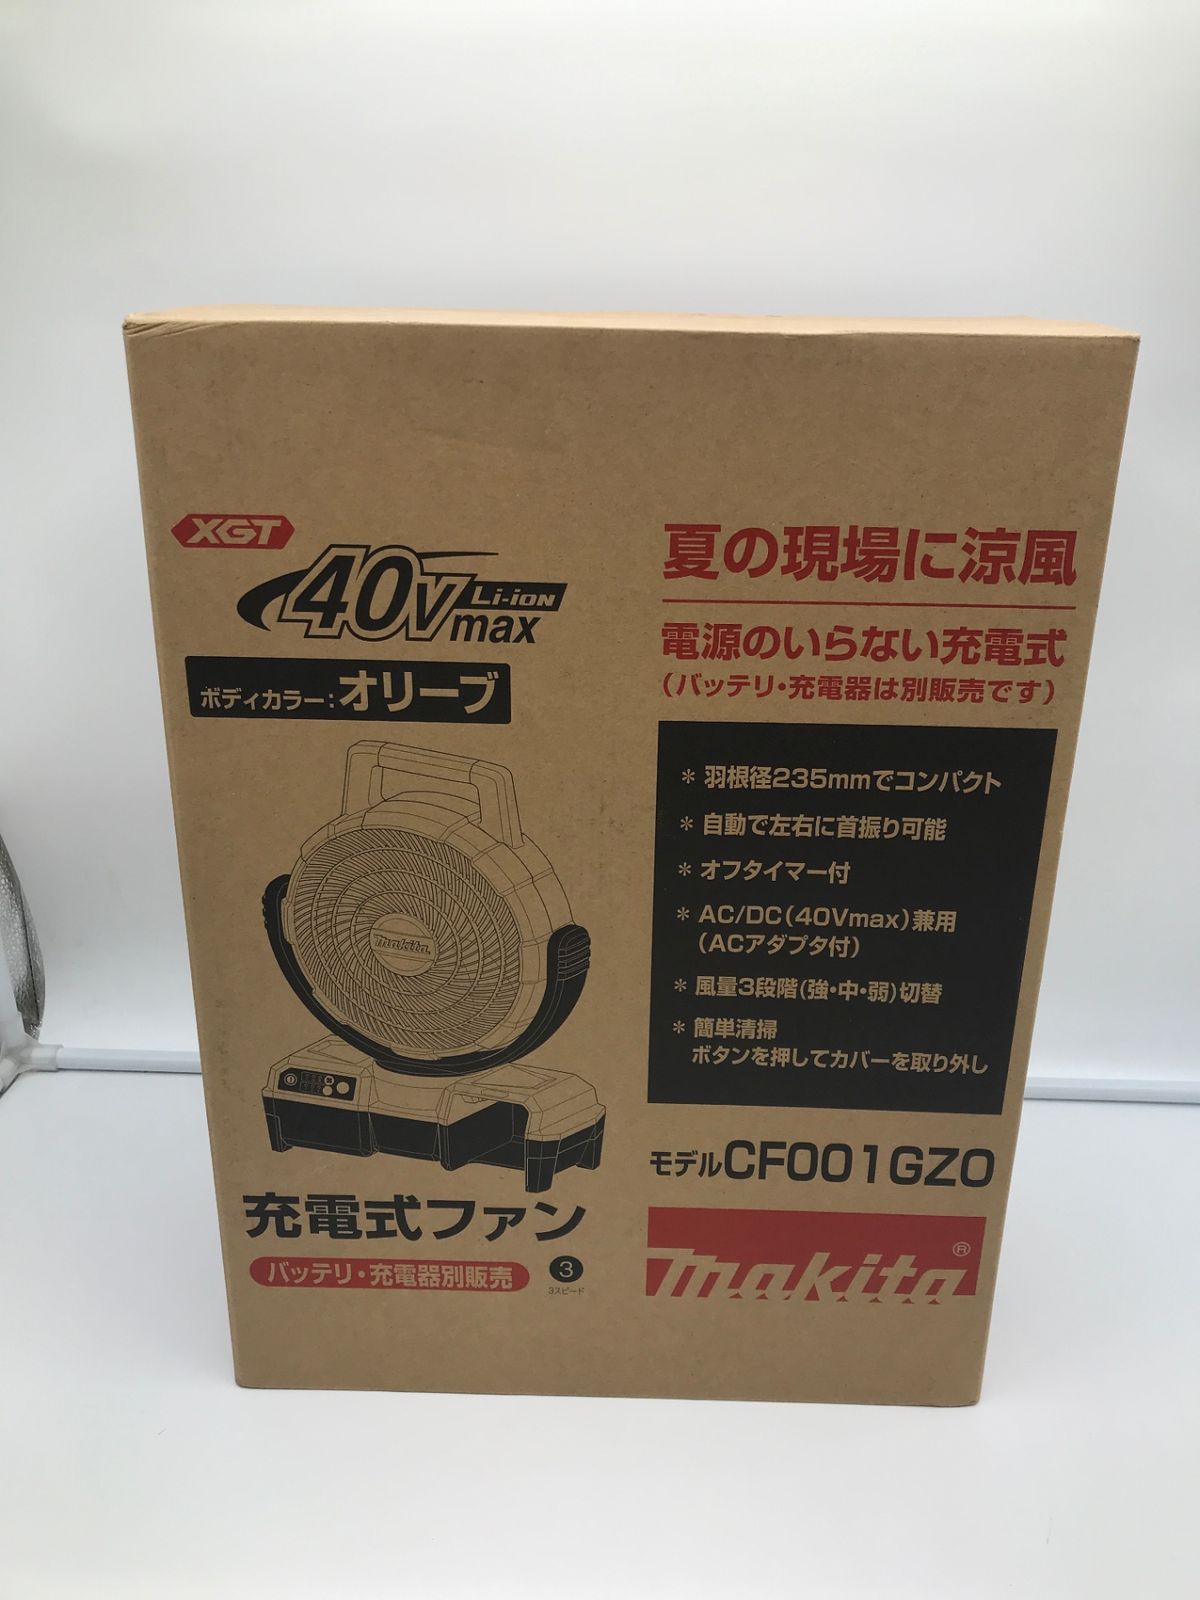 XGT
40Vmax Li-ion
ボディカラー：オリーブ
makita
充電式ファン
バッテリ・充電器別販売
3
3スピード
夏の現場に涼風
電源のいらない充電式
（バッテリ・充電器は別販売です）
＊ 羽根径235mmでコンパクト
＊ 自動で左右に首振り可能
＊ オフタイマー付
＊ AC/DC（40Vmax）兼用
（ACアダプタ付）
＊ 風量3段階（強・中・弱）切替
＊ 簡単清掃
ボタンを押してカバーを取り外し
モデルCF001GZO
makita®